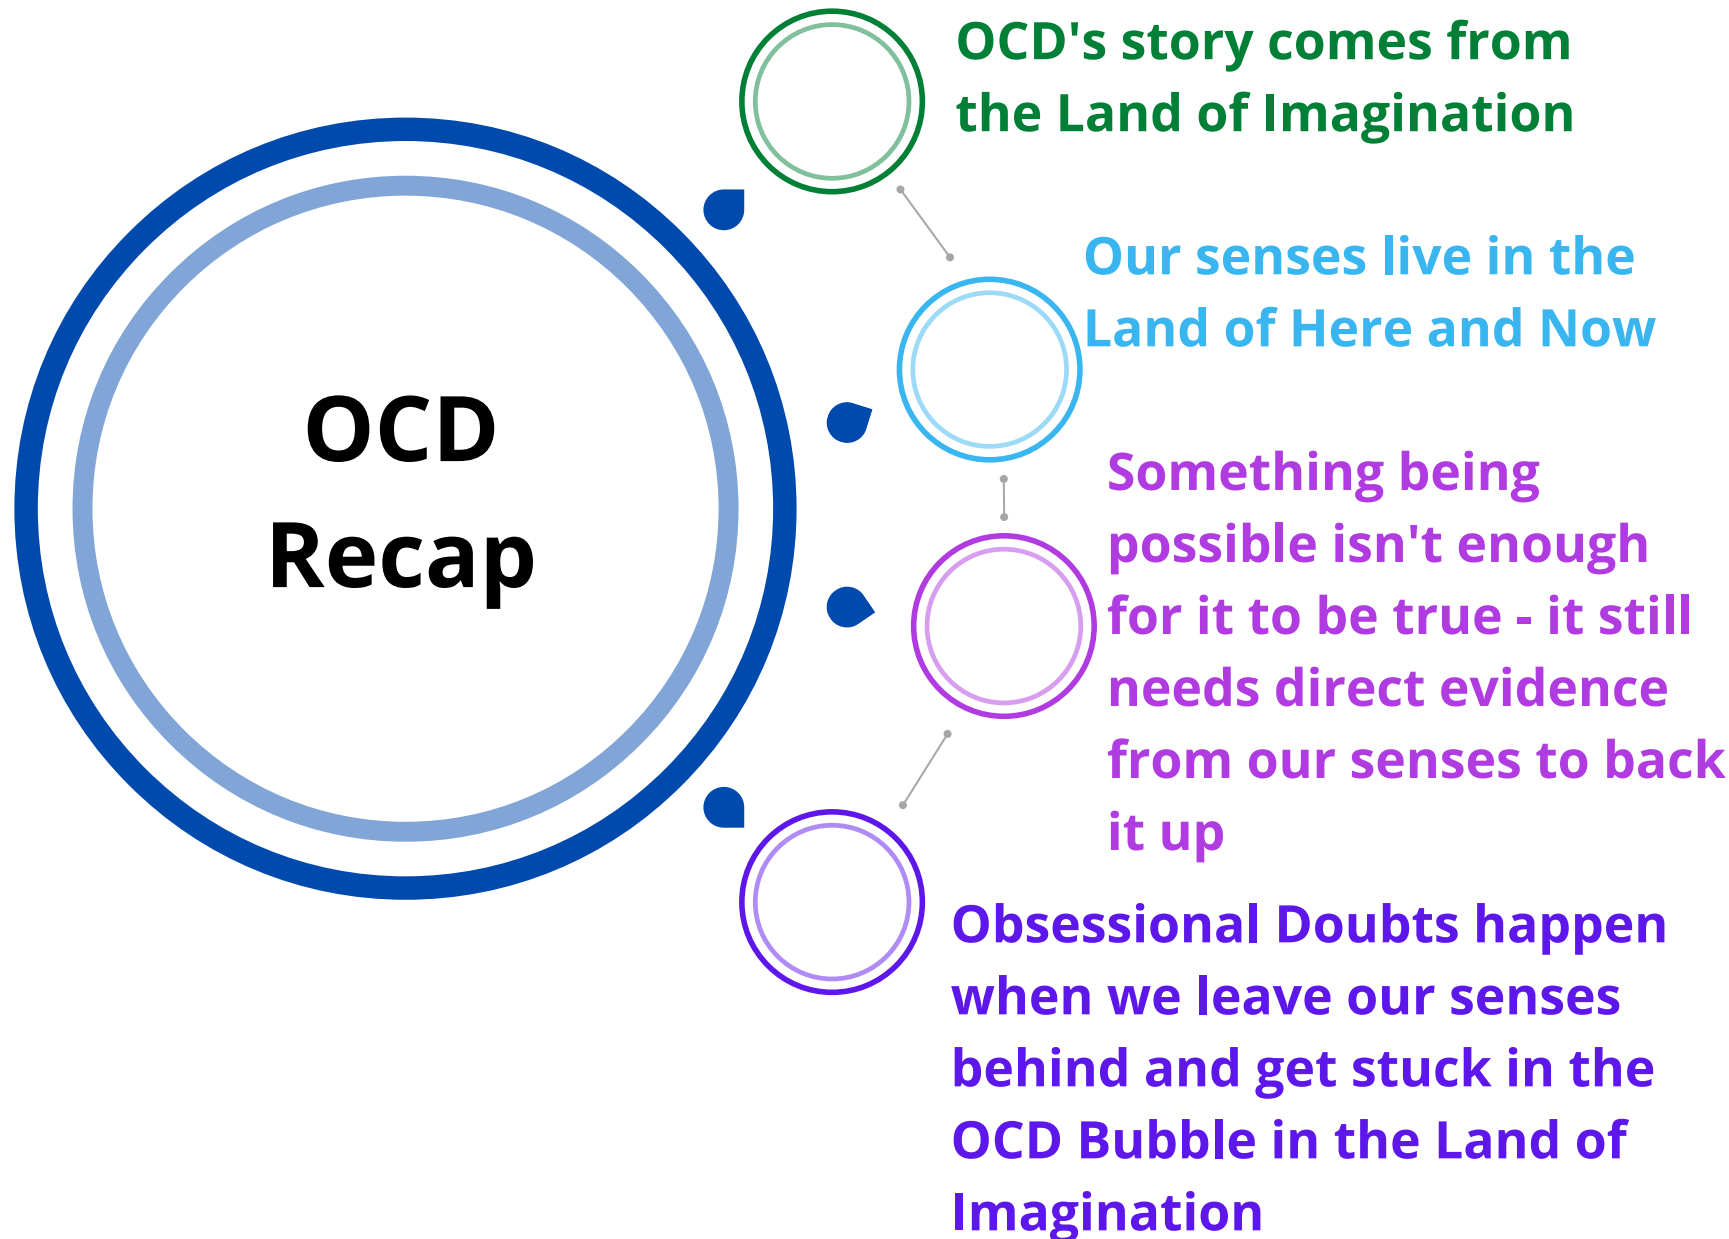 OCD
Recap
OCD's story comes from
the Land of Imagination
Our senses live in the
Land of Here and Now
Something being
possible isn't enough
for it to be true - it still
needs direct evidence
from our senses to back
it up
Obsessional Doubts happen
when we leave our senses
behind and get stuck in the
OCD Bubble in the Land of
Imagination